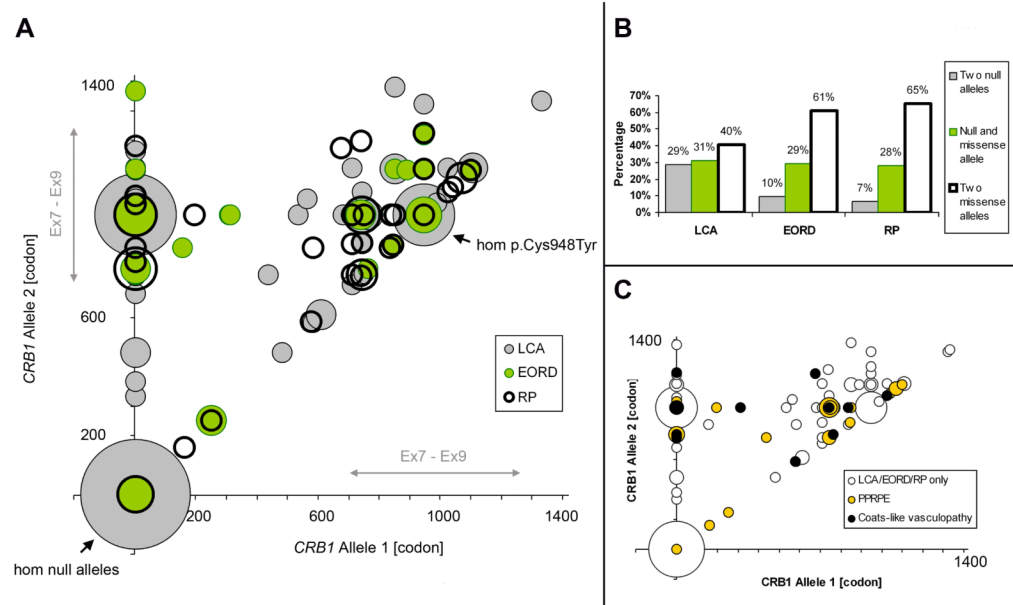 A
1400
600
200
CRB1 Allele 2 [codon]
Ex7 - Ex9
hom p.Cys948Tyr
LCA
EORD
RP
Ex7 - Ex9
200
600
1000
1400
CRB1 Allele 1 [codon]
hom null alleles
B
Percentage
70%
60%
50%
40%
30%
20%
10%
0%
29%
31%
40%
10%
29%
61%
7%
28%
65%
LCA
EORD
RP
Two null
alleles
Null and
missense
allele
Two
missense
alleles
C
1400
CRB1 Allele 2 [codon]
LCA/EORD/RP only
PPRPE
Coats-like vasculopathy
1400
CRB1 Allele 1 [codon]